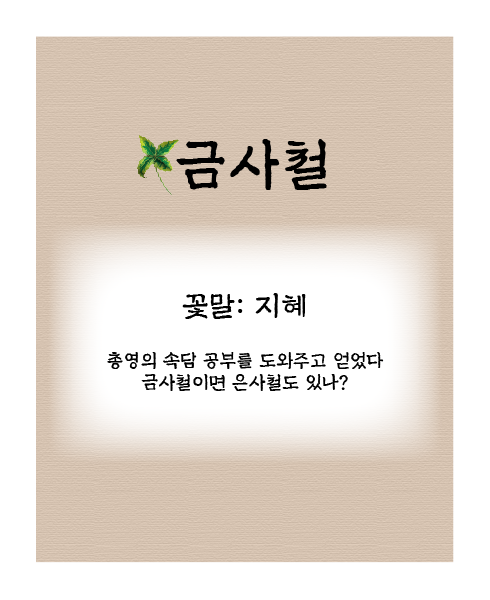 금사철
꽃말: 지혜
총영의 속담 공부를 도와주고 얻었다
금사철이면 은사철도 있나?